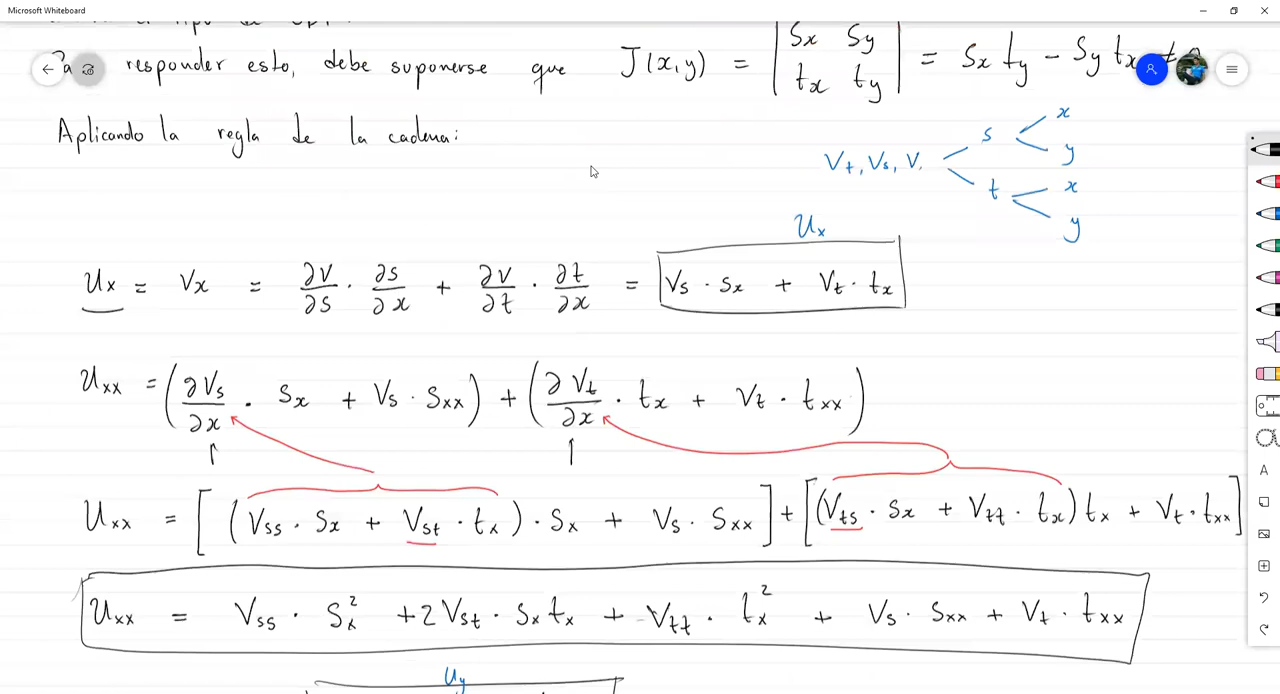 Microsoft Whiteboard
responder esto, debe suponerse que J(x,y) = | Sx Sy | = Sx ty - Sy tx
| tx ty |
Aplicando la regla de la cadena:
Vt, Vs, V, < s < x
y
t < x
y
Ux
Ux = Vx = ∂V/∂s · ∂s/∂x + ∂V/∂t · ∂t/∂x = Vs · sx + Vt · tx
Uxx = (∂Vs/∂x · Sx + Vs · Sxx) + (∂Vt/∂x · tx + Vt · txx)
Uxx = [(Vss · Sx + Vst · tx) · Sx + Vs · Sxx] + [(Vts · Sx + Vtt · tx) tx + Vt · txx]
Uxx = Vss · Sx² + 2 Vst · Sx tx + Vtt · tx² + Vs · Sxx + Vt · txx
Uy
A